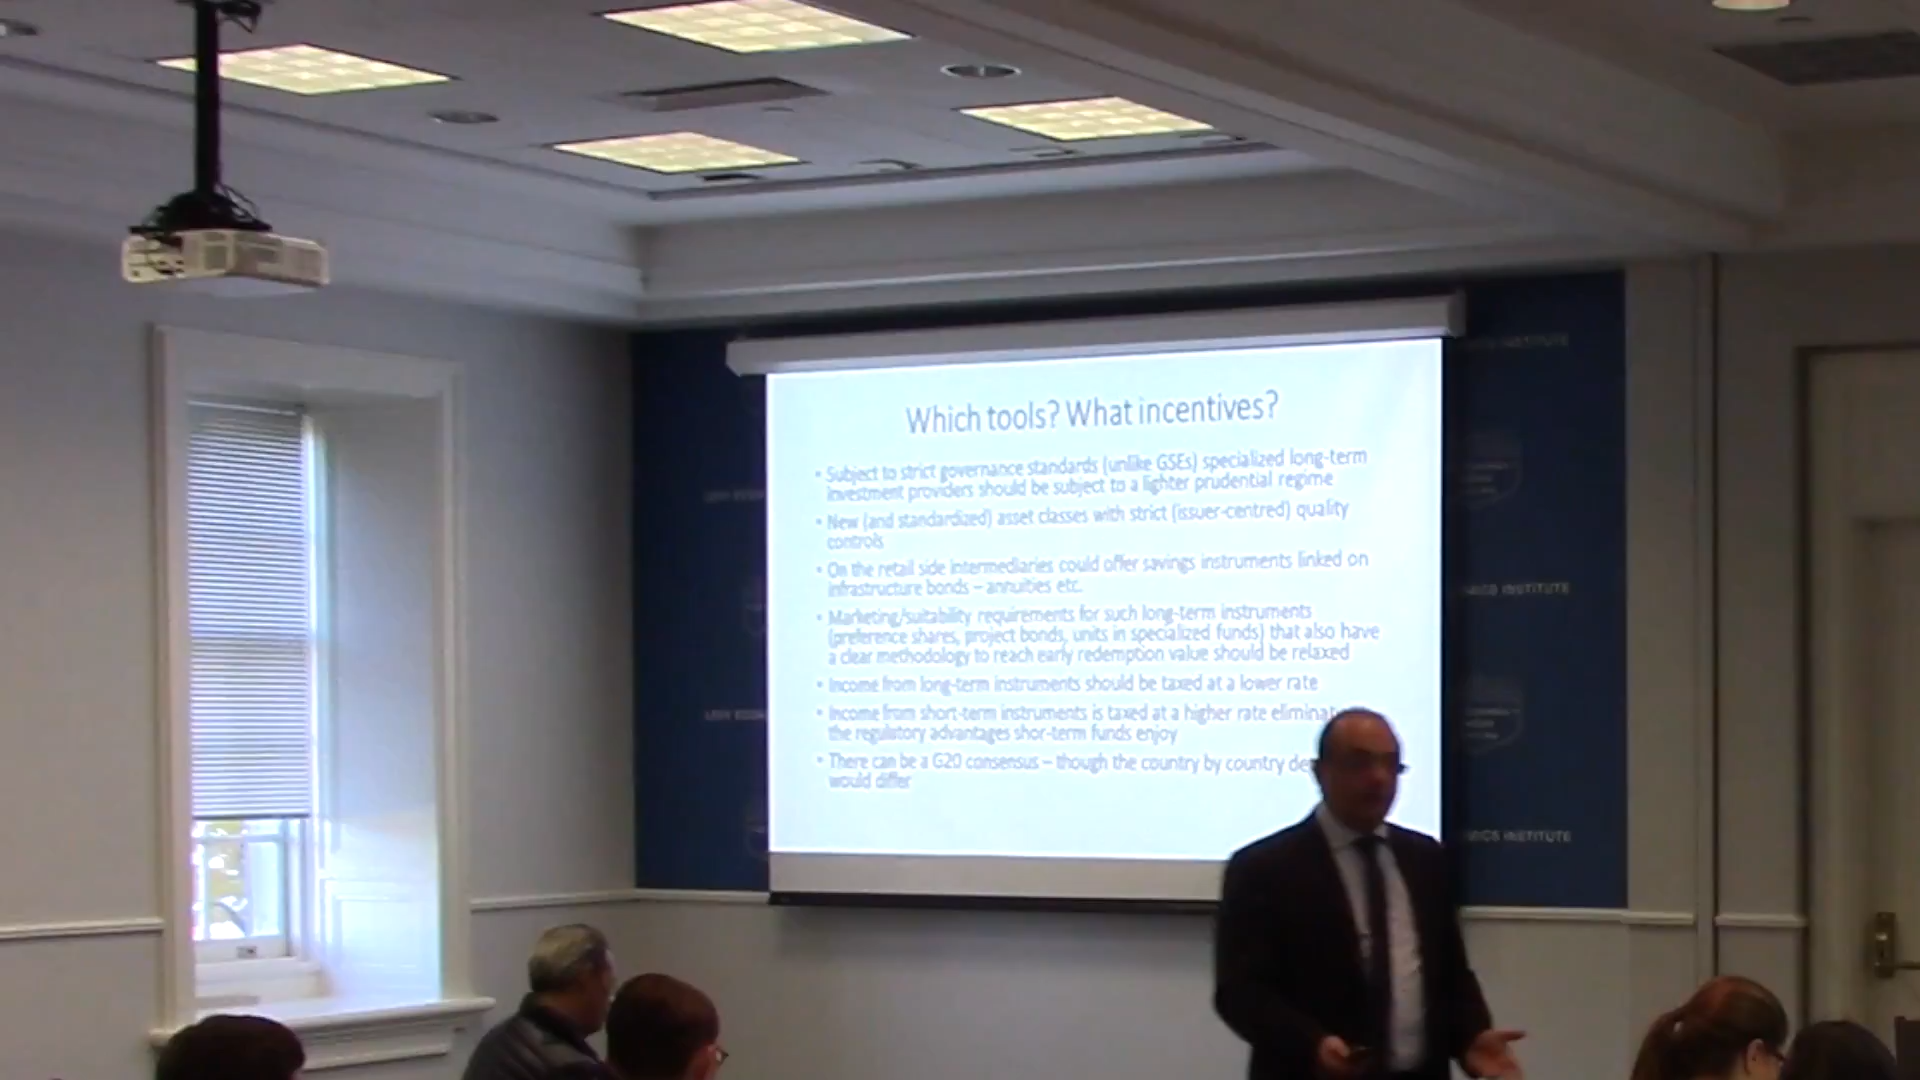 Which tools? What incentives?
• Subject to strict governance standards (unlike GSEs) specialized long-term
investment providers should be subject to a lighter prudential regime
• New (and standardized) asset classes with strict (issuer-centred) quality
controls
• On the retail side intermediaries could offer savings instruments linked on
infrastructure bonds – annuities etc.
• Marketing/suitability requirements for such long-term instruments
(preference shares, project bonds, units in specialized funds) that also have
a clear methodology to reach early redemption value should be relaxed
• Income from long-term instruments should be taxed at a lower rate
• Income from short-term instruments is taxed at a higher rate
the regulatory advantages shor-term funds enjoy
• There can be a G20 consensus – though the country by country
would differ
INSTITUTE
INSTITUTE
INSTITUTE